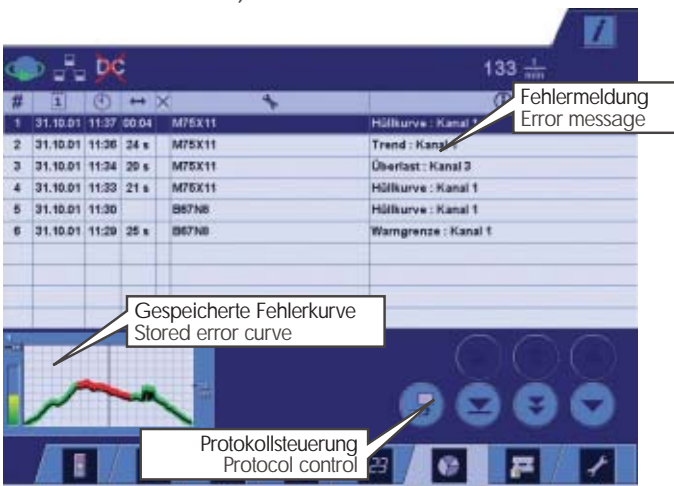 i
DC
133 1/min
# 1
1 31.10.01 11:37 00:04 M75X11 Hüllkurve : Kanal 1
2 31.10.01 11:36 24 s M75X11 Trend : Kanal
3 31.10.01 11:34 20 s M75X11 Überlast : Kanal 3
4 31.10.01 11:33 21 s M75X11 Hüllkurve : Kanal 1
5 31.10.01 11:30 B67N8 Hüllkurve : Kanal 1
6 31.10.01 11:29 25 s B67N8 Warngrenze : Kanal 1
Fehlermeldung
Error message
Gespeicherte Fehlerkurve
Stored error curve
Protokollsteuerung
Protocol control
23